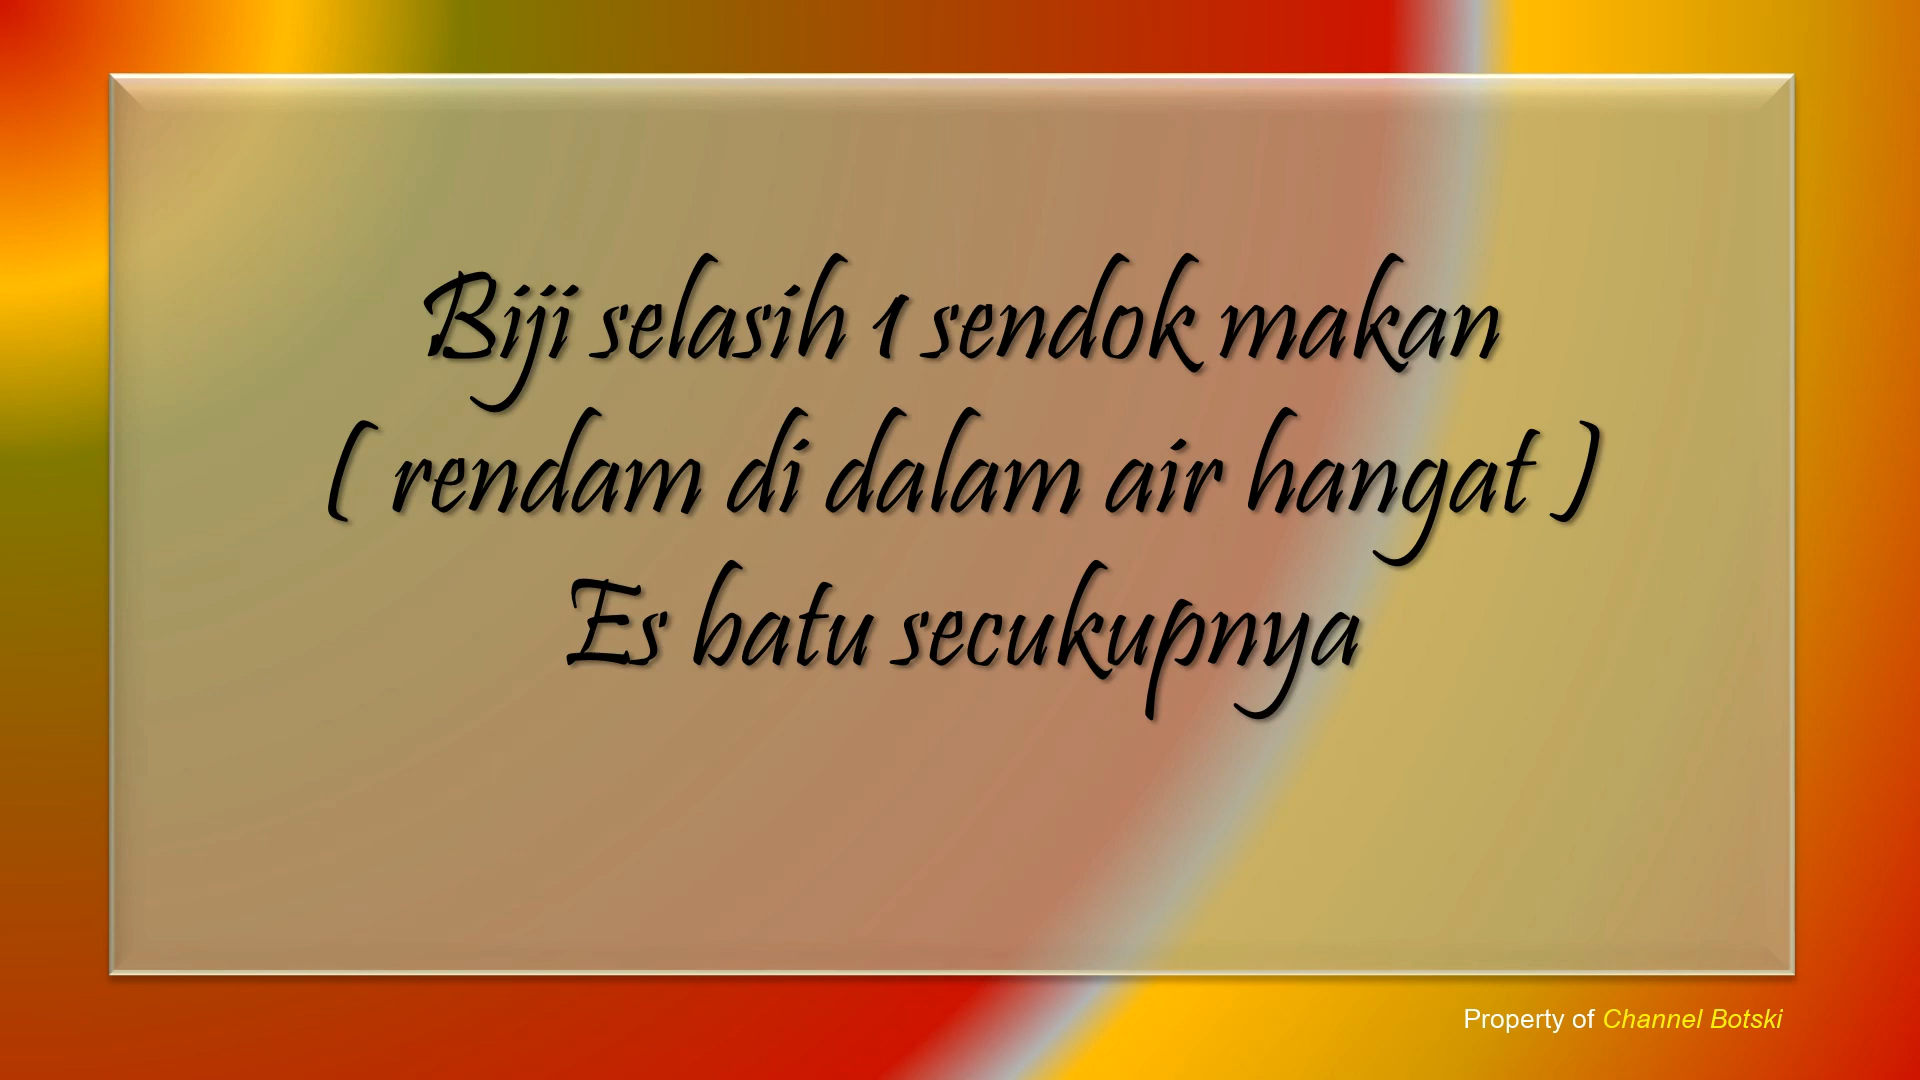 Biji selasih 1 sendok makan
( rendam di dalam air hangat )
Es batu secukupnya
Property of Channel Botski